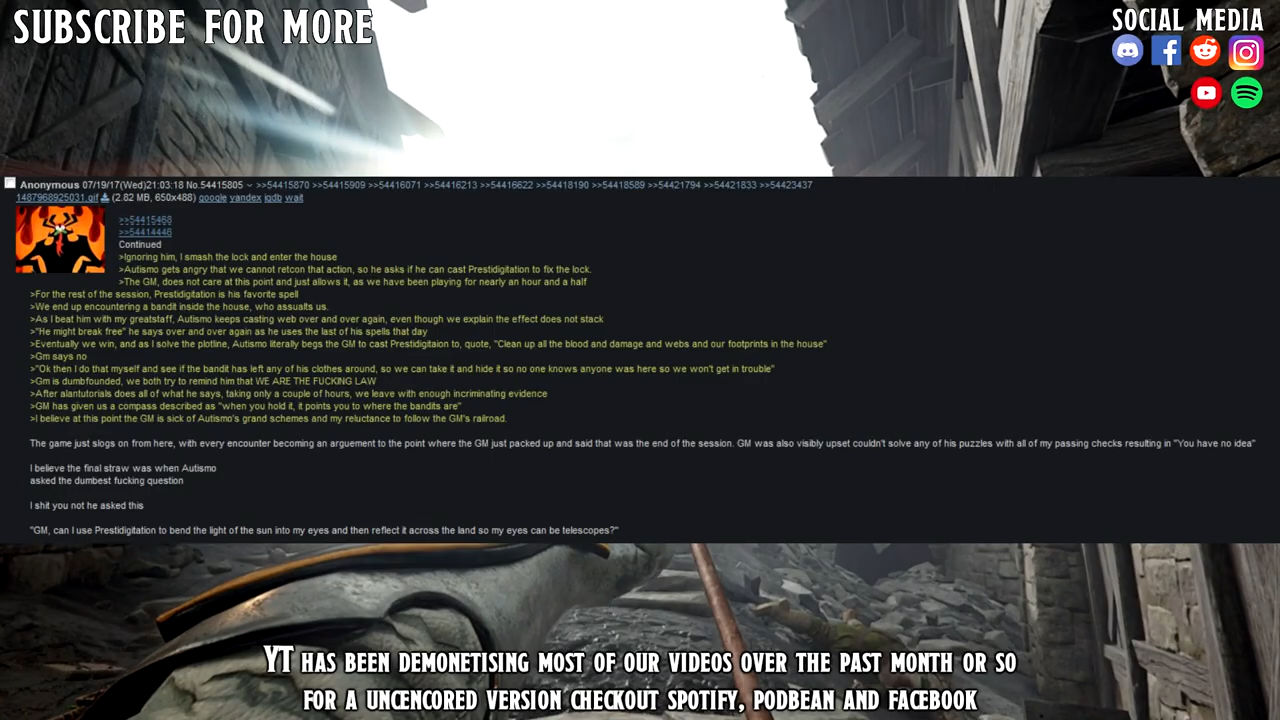 SUBSCRIBE FOR MORE
SOCIAL MEDIA
Anonymous 07/19/17(Wed)21:03:18 No.54415805 >>54415870 >>54415909 >>54416071 >>54416213 >>54416622 >>54418190 >>54418589 >>54421794 >>54421833 >>54423437
1487968925031.gif (2.82 MB, 650x488) google yandex iqdb wait
>>54415468
>>54414446
Continued
>Ignoring him, I smash the lock and enter the house
>Autismo gets angry that we cannot retcon that action, so he asks if he can cast Prestidigitation to fix the lock.
>The GM, does not care at this point and just allows it, as we have been playing for nearly an hour and a half
>For the rest of the session, Prestidigitation is his favorite spell
>We end up encountering a bandit inside the house, who assualts us.
>As I beat him with my greatstaff, Autismo keeps casting web over and over again, even though we explain the effect does not stack
>"He might break free" he says over and over again as he uses the last of his spells that day
>Eventually we win, and as I solve the plotline, Autismo literally begs the GM to cast Prestidigitaion to, quote, "Clean up all the blood and damage and webs and our footprints in the house"
>Gm says no
>"Ok then I do that myself and see if the bandit has left any of his clothes around, so we can take it and hide it so no one knows anyone was here so we won't get in trouble"
>Gm is dumbfounded, we both try to remind him that WE ARE THE FUCKING LAW
>After alantutorials does all of what he says, taking only a couple of hours, we leave with enough incriminating evidence
>GM has given us a compass described as "when you hold it, it points you to where the bandits are"
>I believe at this point the GM is sick of Autismo's grand schemes and my reluctance to follow the GM's railroad.
The game just slogs on from here, with every encounter becoming an arguement to the point where the GM just packed up and said that was the end of the session. GM was also visibly upset couldn't solve any of his puzzles with all of my passing checks resulting in "You have no idea"
I believe the final straw was when Autismo
asked the dumbest fucking question
I shit you not he asked this
"GM, can I use Prestidigitation to bend the light of the sun into my eyes and then reflect it across the land so my eyes can be telescopes?"
YT HAS BEEN DEMONETISING MOST OF OUR VIDEOS OVER THE PAST MONTH OR SO
FOR A UNCENCORED VERSION CHECKOUT SPOTIFY, PODBEAN AND FACEBOOK